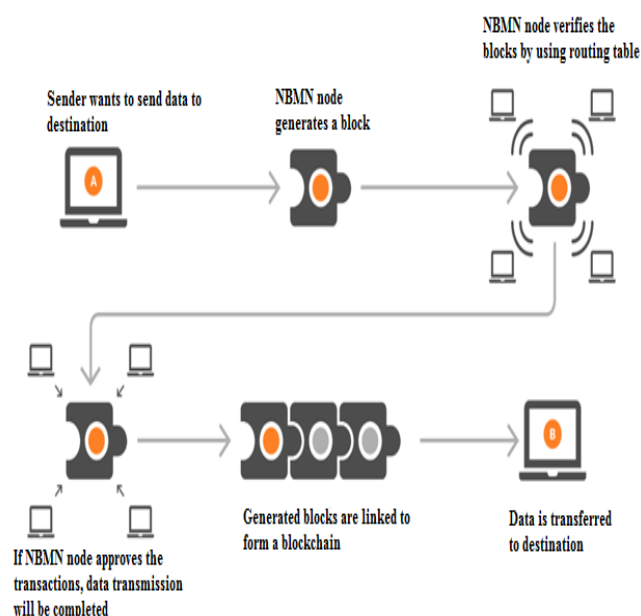 Sender wants to send data to
destination
NBMN node
generates a block
NBMN node verifies the
blocks by using routing table
A
If NBMN node approves the
transactions, data transmission
will be completed
Generated blocks are linked to
form a blockchain
B
Data is transferred
to destination